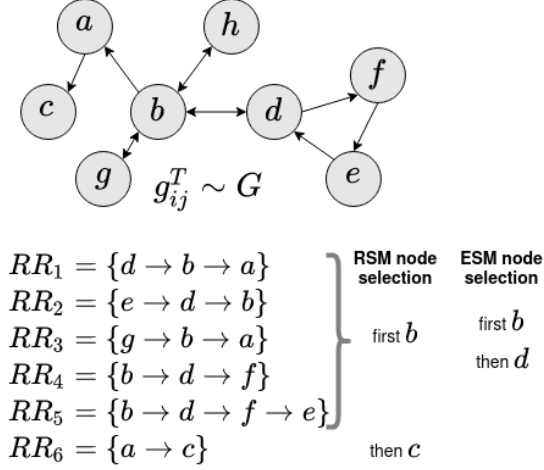 a
h
c
b
d
f
g
e
g_{ij}^T ∼ G
RSM node selection
ESM node selection
RR_1 = {d → b → a}
RR_2 = {e → d → b}
RR_3 = {g → b → a}
RR_4 = {b → d → f}
RR_5 = {b → d → f → e}
RR_6 = {a → c}
first b
then c
first b
then d